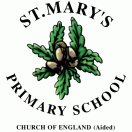 ST.MARY'S
PRIMARY SCHOOL
CHURCH OF ENGLAND (Aided)